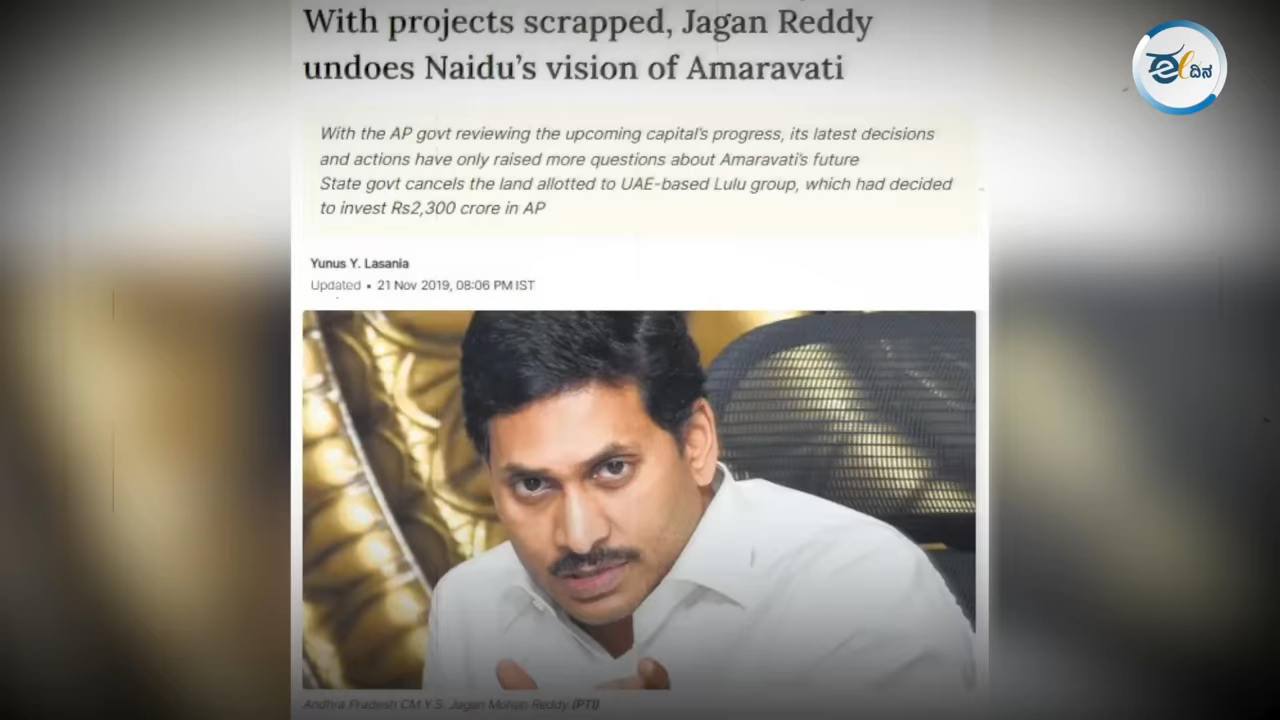 With projects scrapped, Jagan Reddy
undoes Naidu's vision of Amaravati
With the AP govt reviewing the upcoming capital's progress, its latest decisions
and actions have only raised more questions about Amaravati's future
State govt cancels the land allotted to UAE-based Lulu group, which had decided
to invest Rs2,300 crore in AP
Yunus Y. Lasania
Updated • 21 Nov 2019, 08:06 PM IST
Andhra Pradesh CM Y.S. Jagan Mohan Reddy (PTI)
ಈ ದಿನ